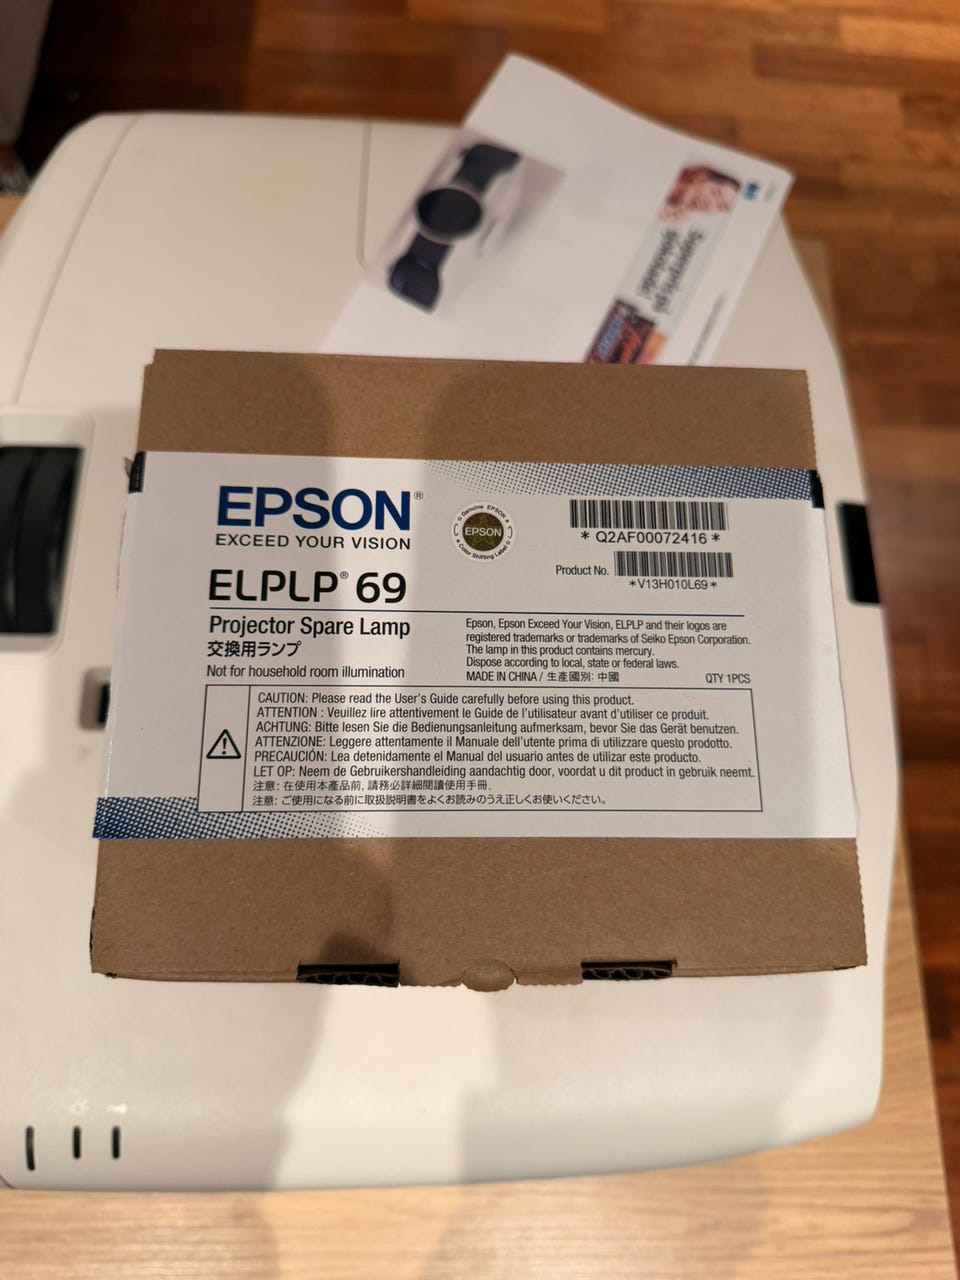 EPSON®
EXCEED YOUR VISION
ELPLP® 69
Projector Spare Lamp
交換用ランプ
Not for household room illumination
Genuine EPSON
EPSON
Color Shifting Label
* Q2AF00072416 *
Product No.
*V13H010L69*
Epson, Epson Exceed Your Vision, ELPLP and their logos are
registered trademarks or trademarks of Seiko Epson Corporation.
The lamp in this product contains mercury.
Dispose according to local, state or federal laws.
MADE IN CHINA / 生產國別: 中國
QTY 1PCS
CAUTION: Please read the User's Guide carefully before using this product.
ATTENTION : Veuillez lire attentivement le Guide de l'utilisateur avant d'utiliser ce produit.
ACHTUNG: Bitte lesen Sie die Bedienungsanleitung aufmerksam, bevor Sie das Gerät benutzen.
ATTENZIONE: Leggere attentamente il Manuale dell'utente prima di utilizzare questo prodotto.
PRECAUCIÓN: Lea detenidamente el Manual del usuario antes de utilizar este producto.
LET OP: Neem de Gebruikershandleiding aandachtig door, voordat u dit product in gebruik neemt.
注意: 在使用本產品前, 請務必詳細閱讀使用手冊.
注意: ご使用になる前に取扱説明書をよくお読みのうえ正しくお使いください。